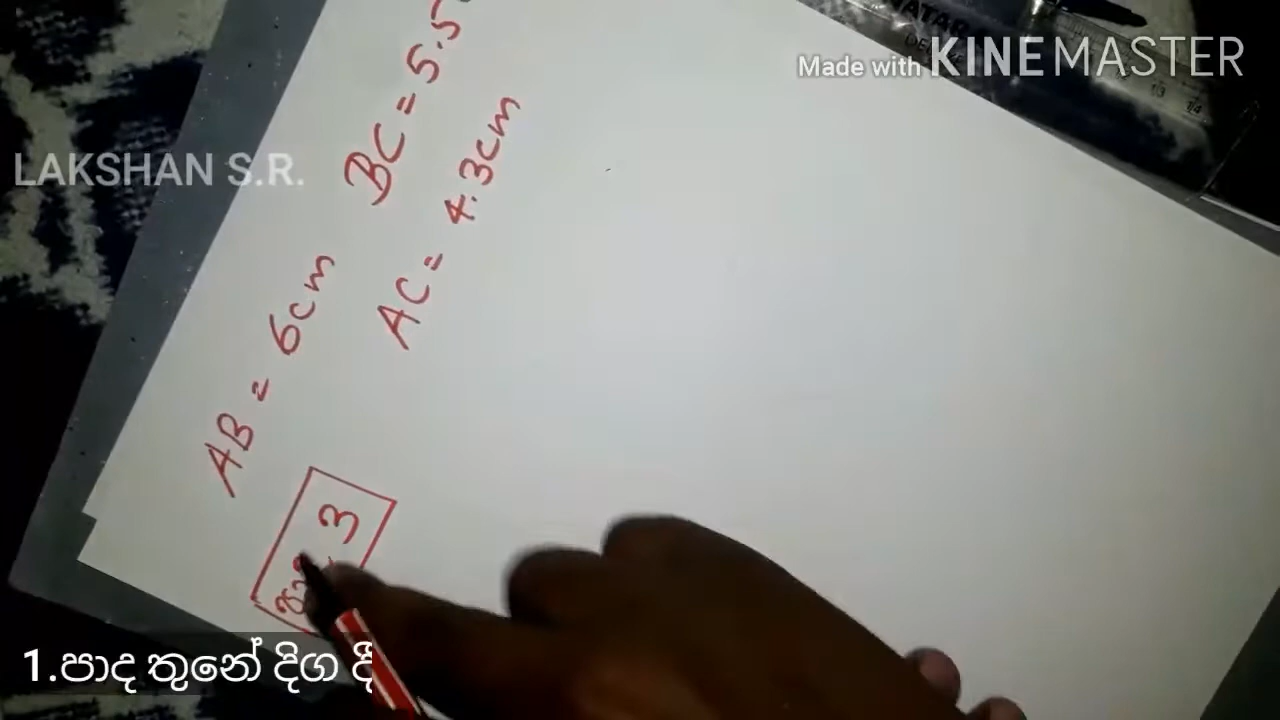 Made with KINEMASTER
LAKSHAN S.R.
AB = 6cm BC = 5.5
AC = 4.3cm
3
1.පාද තුනේ දිග දී